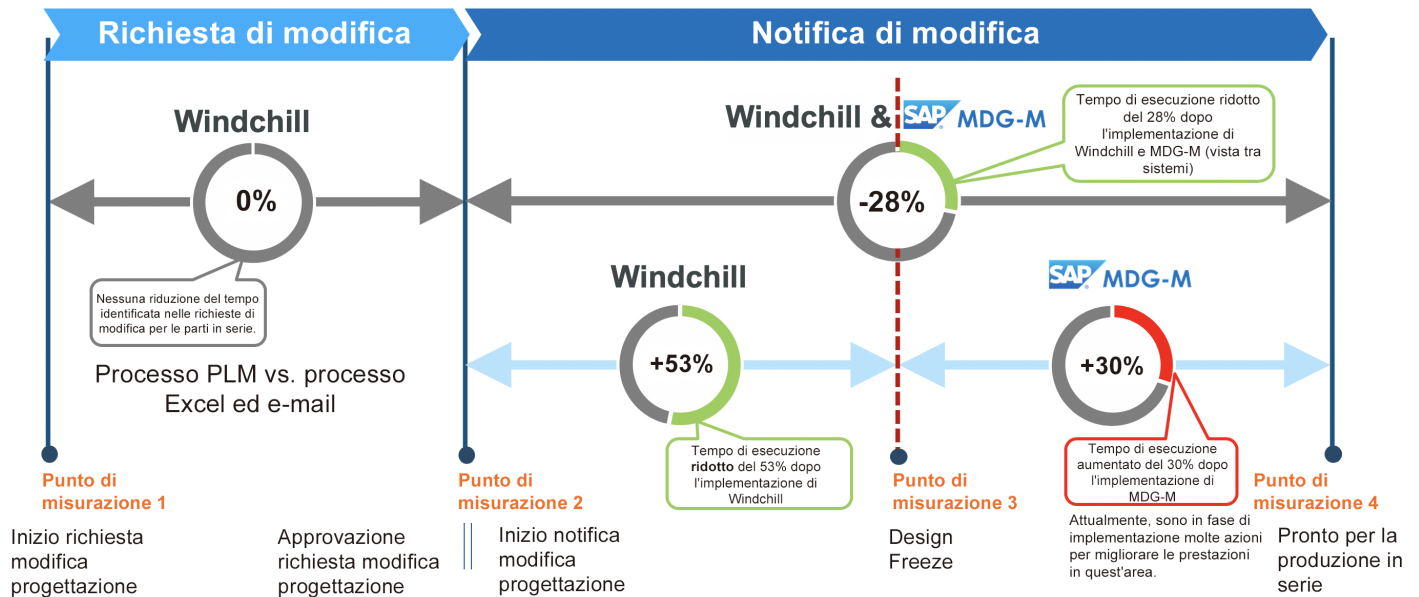 Richiesta di modifica
Notifica di modifica
Windchill
0%
Nessuna riduzione del tempo
identificata nelle richieste di
modifica per le parti in serie.
Processo PLM vs. processo
Excel ed e-mail
Windchill & SAP MDG-M
-28%
Tempo di esecuzione ridotto
del 28% dopo
l'implementazione di
Windchill e MDG-M (vista tra
sistemi)
Windchill
+53%
Tempo di esecuzione
ridotto del 53% dopo
l'implementazione di
Windchill
SAP MDG-M
+30%
Tempo di esecuzione
aumentato del 30% dopo
l'implementazione di
MDG-M
Attualmente, sono in fase di
implementazione molte azioni
per migliorare le prestazioni
in quest'area.
Punto di
misurazione 1
Inizio richiesta
modifica
progettazione
Approvazione
richiesta modifica
progettazione
Punto di
misurazione 2
Inizio notifica
modifica
progettazione
Punto di
misurazione 3
Design
Freeze
Punto di
misurazione 4
Pronto per la
produzione in
serie